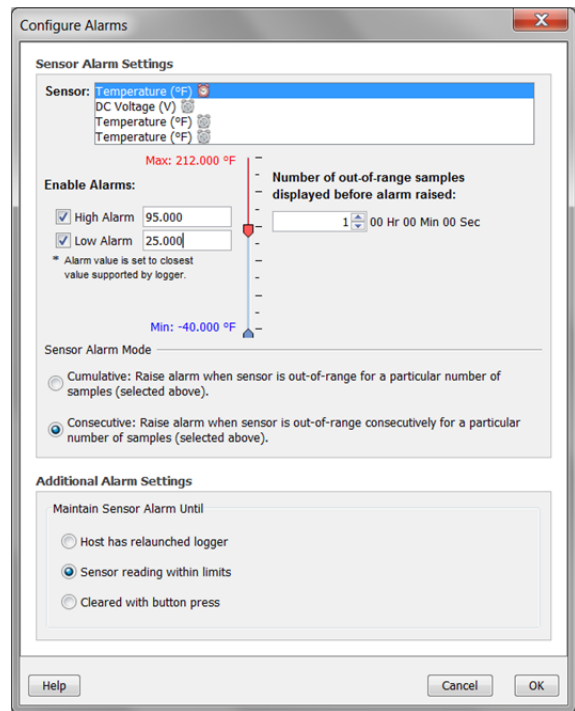 Configure Alarms
Sensor Alarm Settings
Sensor: Temperature (ºF)
DC Voltage (V)
Temperature (ºF)
Temperature (ºF)
Max: 212.000 ºF
Enable Alarms:
Number of out-of-range samples
displayed before alarm raised:
High Alarm 95.000
1 00 Hr 00 Min 00 Sec
Low Alarm 25.000
* Alarm value is set to closest
value supported by logger.
Min: -40.000 ºF
Sensor Alarm Mode
Cumulative: Raise alarm when sensor is out-of-range for a particular number of
samples (selected above).
Consecutive: Raise alarm when sensor is out-of-range consecutively for a particular
number of samples (selected above).
Additional Alarm Settings
Maintain Sensor Alarm Until
Host has relaunched logger
Sensor reading within limits
Cleared with button press
Help Cancel OK